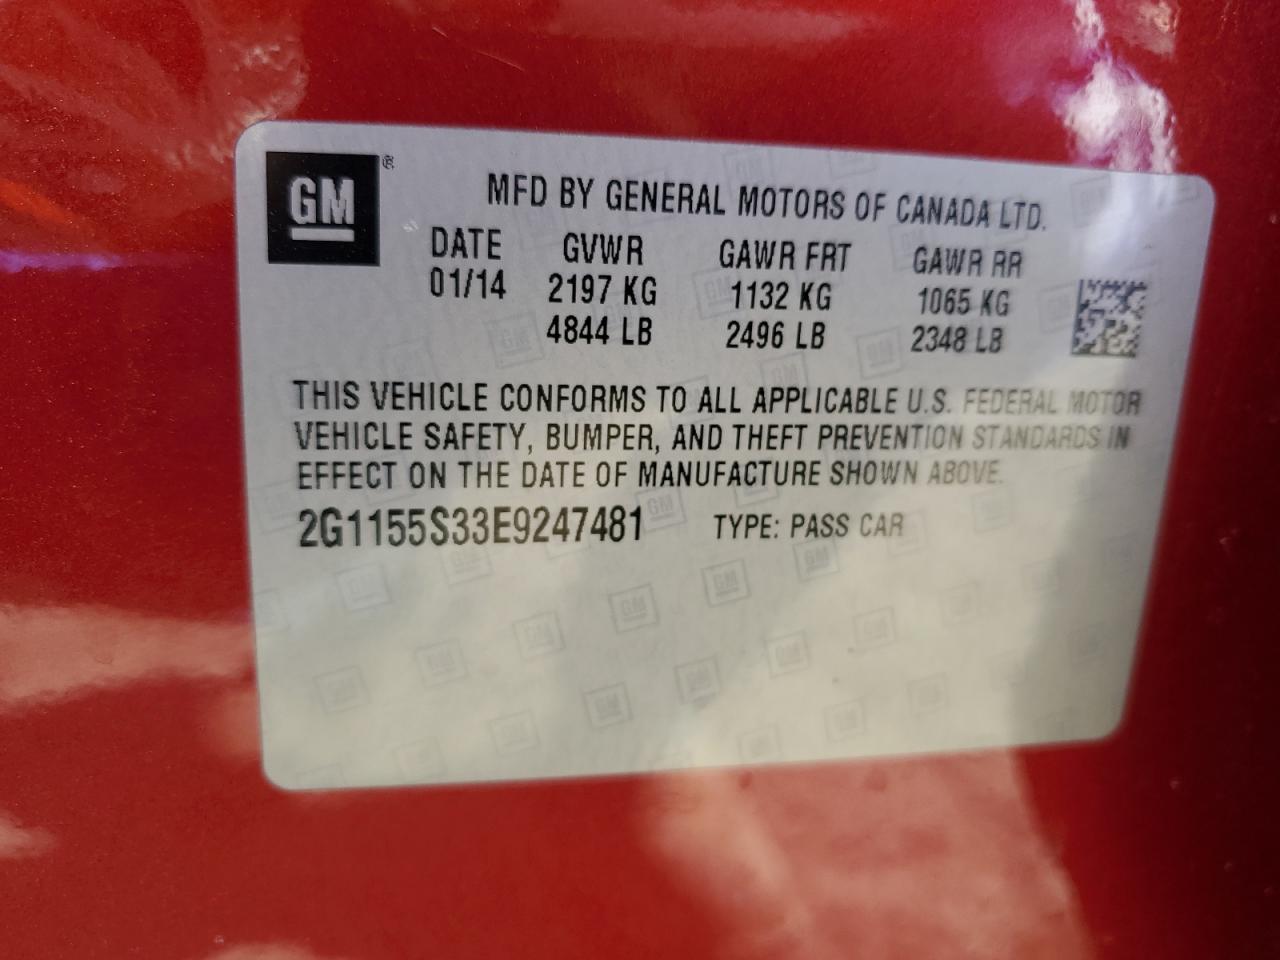 GM ®
MFD BY GENERAL MOTORS OF CANADA LTD.
DATE GVWR GAWR FRT GAWR RR
01/14 2197 KG 1132 KG 1065 KG
4844 LB 2496 LB 2348 LB
THIS VEHICLE CONFORMS TO ALL APPLICABLE U.S. FEDERAL MOTOR
VEHICLE SAFETY, BUMPER, AND THEFT PREVENTION STANDARDS IN
EFFECT ON THE DATE OF MANUFACTURE SHOWN ABOVE.
2G1155S33E9247481 TYPE: PASS CAR